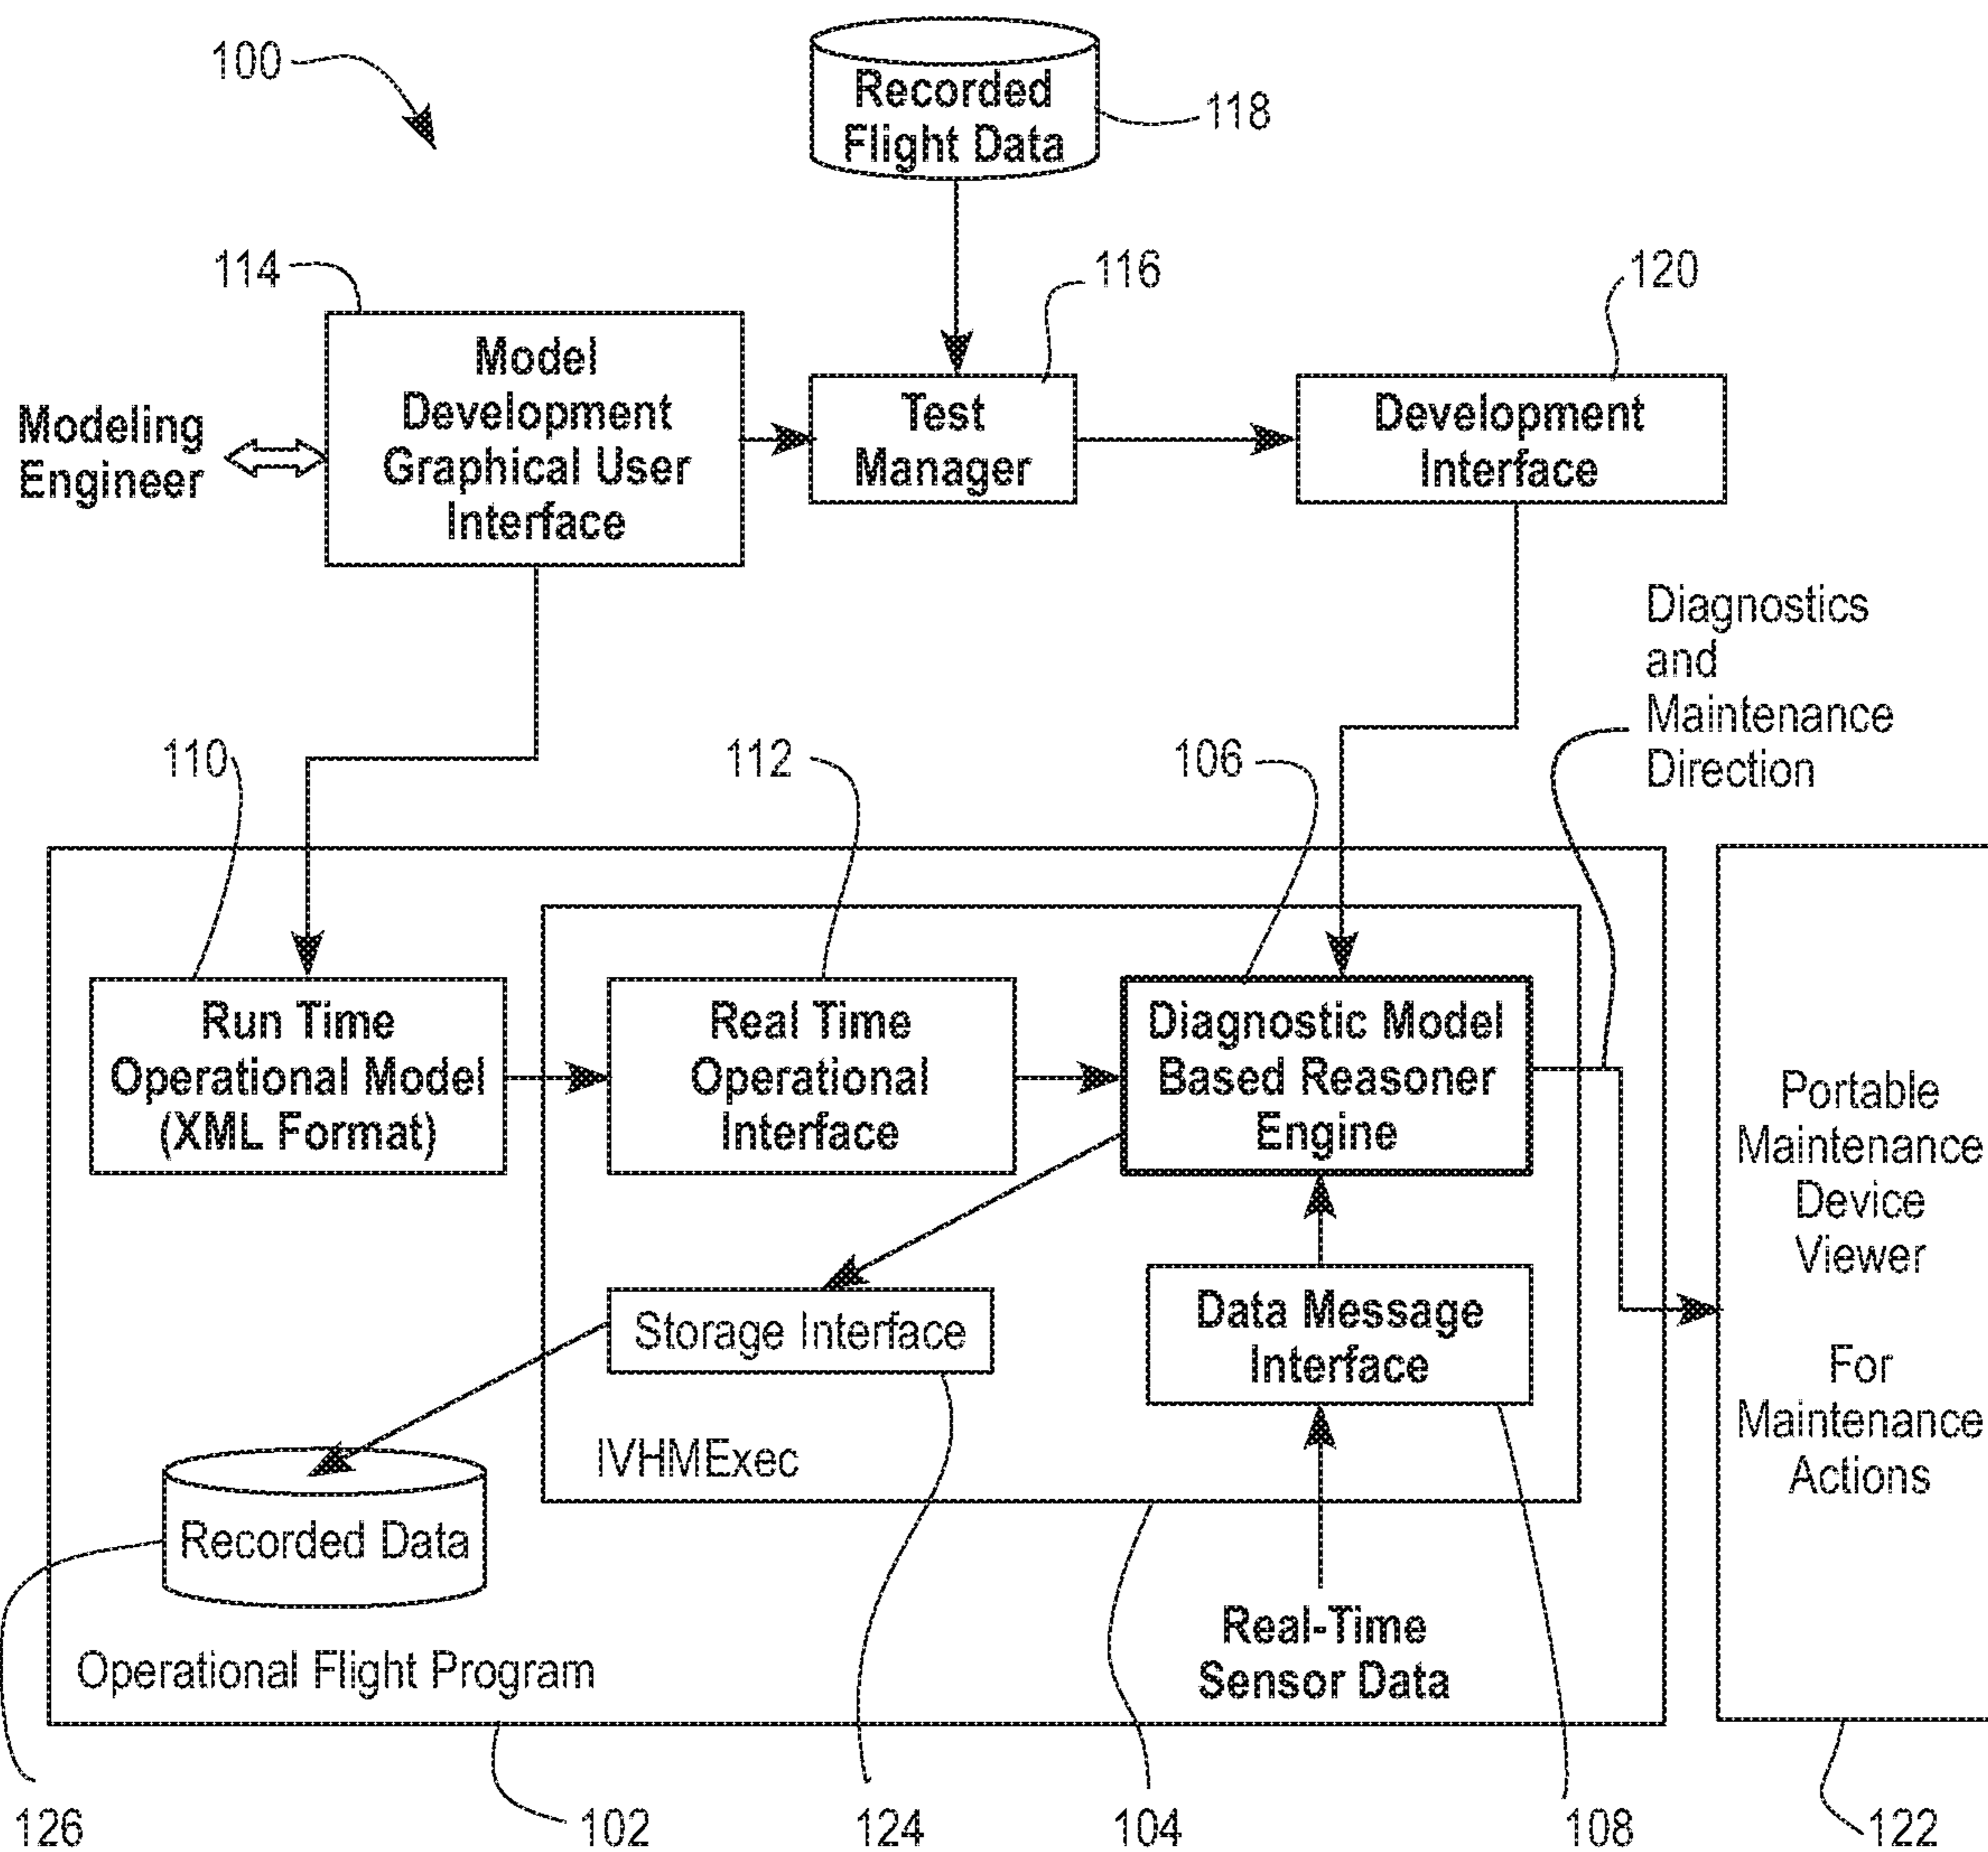 100
Recorded
Flight Data
118
114
116
120
Model
Development
Graphical User
Interface
Modeling
Engineer
Test
Manager
Development
Interface
Diagnostics
and
Maintenance
Direction
110
112
106
Run Time
Operational Model
(XML Format)
Real Time
Operational
Interface
Diagnostic Model
Based Reasoner
Engine
Portable
Maintenance
Device
Viewer
For
Maintenance
Actions
Storage Interface
Data Message
Interface
IVHMExec
Recorded Data
Real-Time
Sensor Data
Operational Flight Program
126
102
124
104
108
122